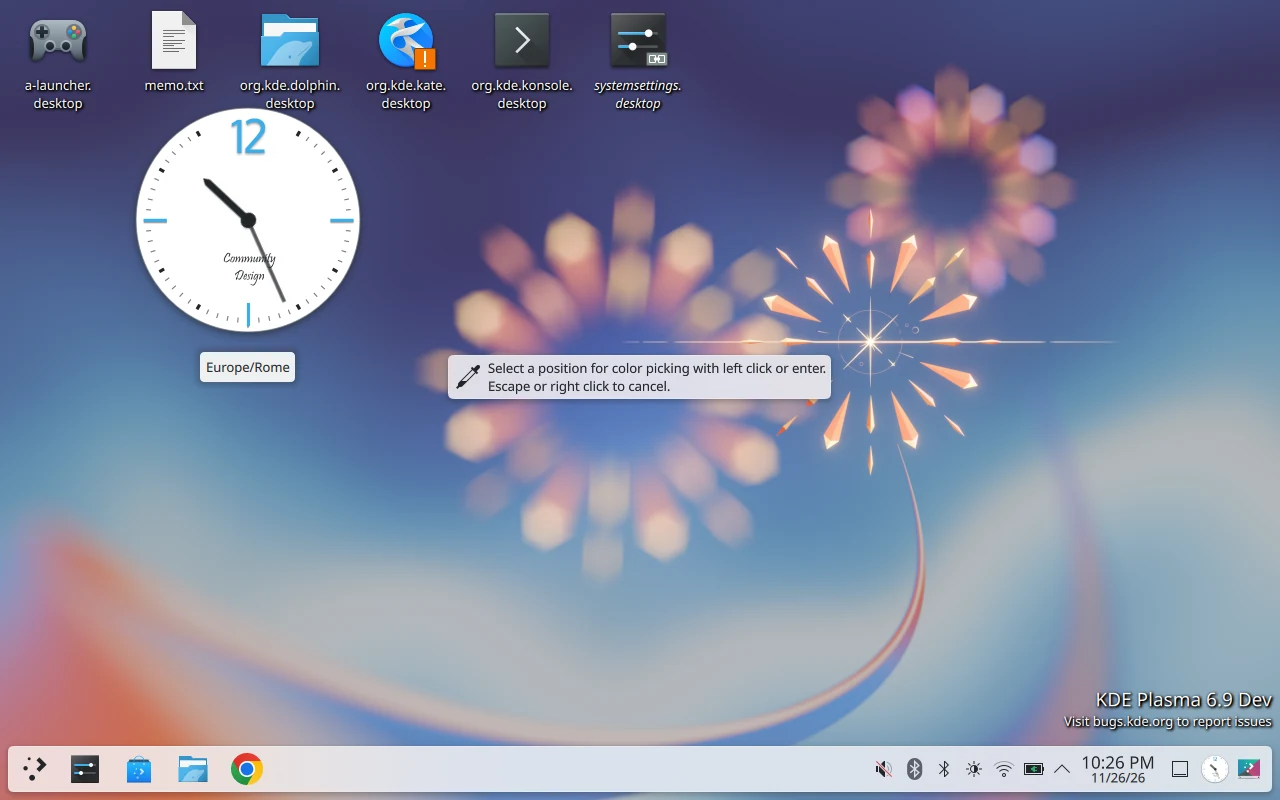 a-launcher.
desktop
memo.txt
org.kde.dolphin.
desktop
org.kde.kate.
desktop
org.kde.konsole.
desktop
systemsettings.
desktop
12
Community
Design
Europe/Rome
Select a position for color picking with left click or enter.
Escape or right click to cancel.
KDE Plasma 6.9 Dev
Visit bugs.kde.org to report issues
10:26 PM
11/26/26